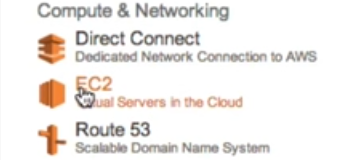 Compute & Networking
Direct Connect
Dedicated Network Connection to AWS
EC2
Servers in the Cloud
Route 53
Scalable Domain Name System